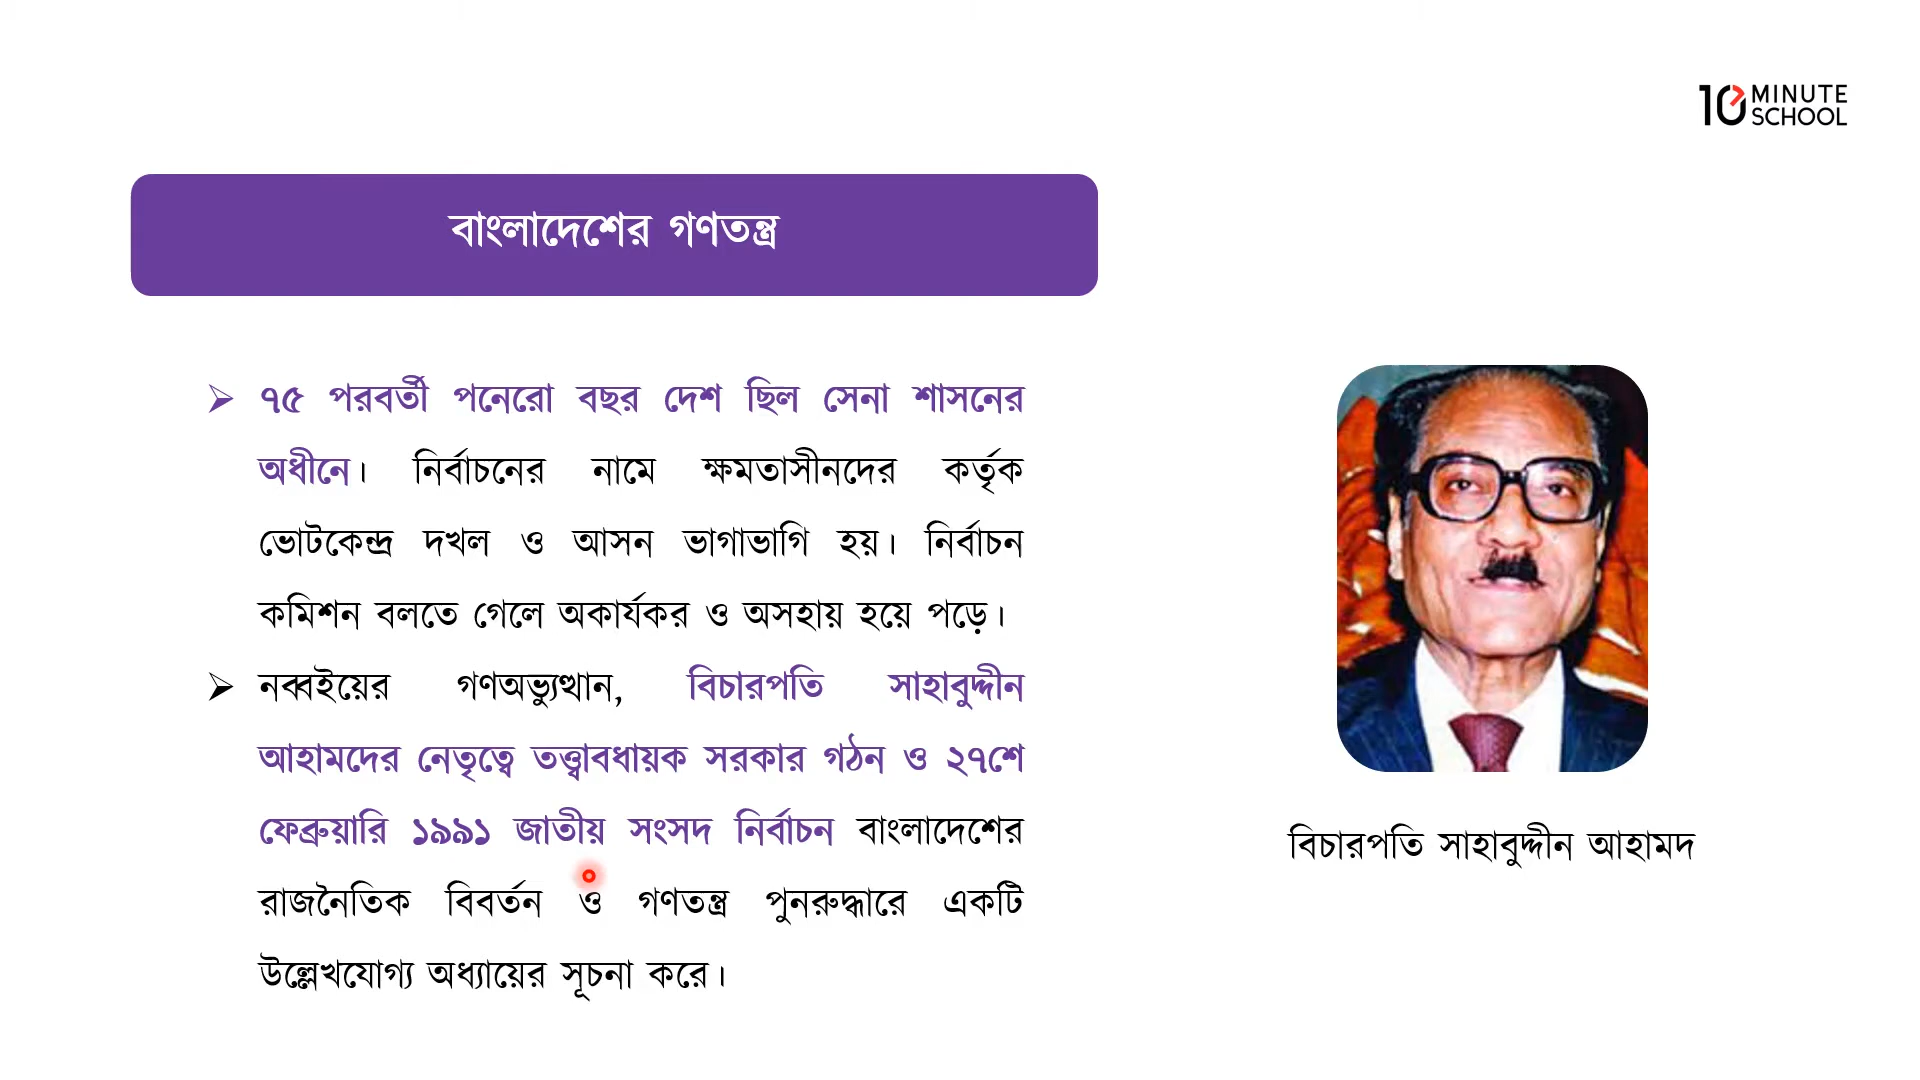 10 MINUTE
SCHOOL
বাংলাদেশের গণতন্ত্র
➢ ৭৫ পরবর্তী পনেরো বছর দেশ ছিল সেনা শাসনের
অধীনে। নির্বাচনের নামে ক্ষমতাসীনদের কর্তৃক
ভোটকেন্দ্র দখল ও আসন ভাগাভাগি হয়। নির্বাচন
কমিশন বলতে গেলে অকার্যকর ও অসহায় হয়ে পড়ে।
➢ নব্বইয়ের গণঅভ্যুত্থান, বিচারপতি সাহাবুদ্দীন
আহামদের নেতৃত্বে তত্ত্বাবধায়ক সরকার গঠন ও ২৭শে
ফেব্রুয়ারি ১৯৯১ জাতীয় সংসদ নির্বাচন বাংলাদেশের
রাজনৈতিক বিবর্তন ও গণতন্ত্র পুনরুদ্ধারে একটি
উল্লেখযোগ্য অধ্যায়ের সূচনা করে।
বিচারপতি সাহাবুদ্দীন আহামদ